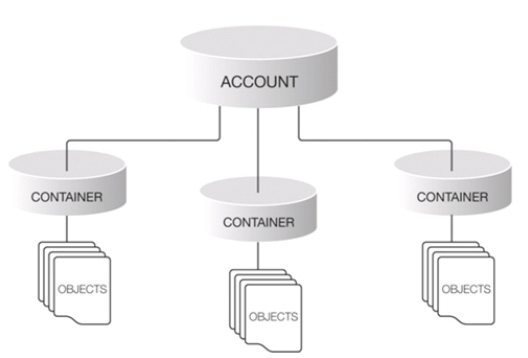 ACCOUNT
CONTAINER
CONTAINER
CONTAINER
OBJECTS
OBJECTS
OBJECTS